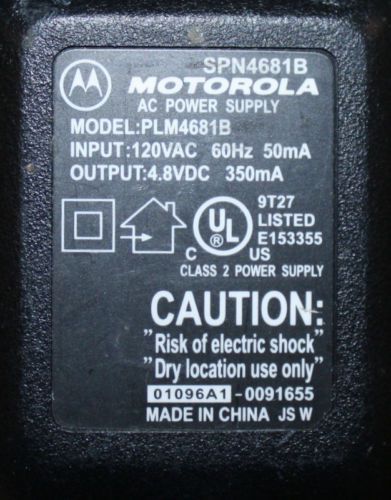 SPN4681B
MOTOROLA
AC POWER SUPPLY
MODEL:PLM4681B
INPUT:120VAC 60Hz 50mA
OUTPUT:4.8VDC 350mA
9T27
LISTED
E153355
C UL ® US
CLASS 2 POWER SUPPLY
CAUTION:
"Risk of electric shock"
"Dry location use only"
01096A1-0091655
MADE IN CHINA JS W